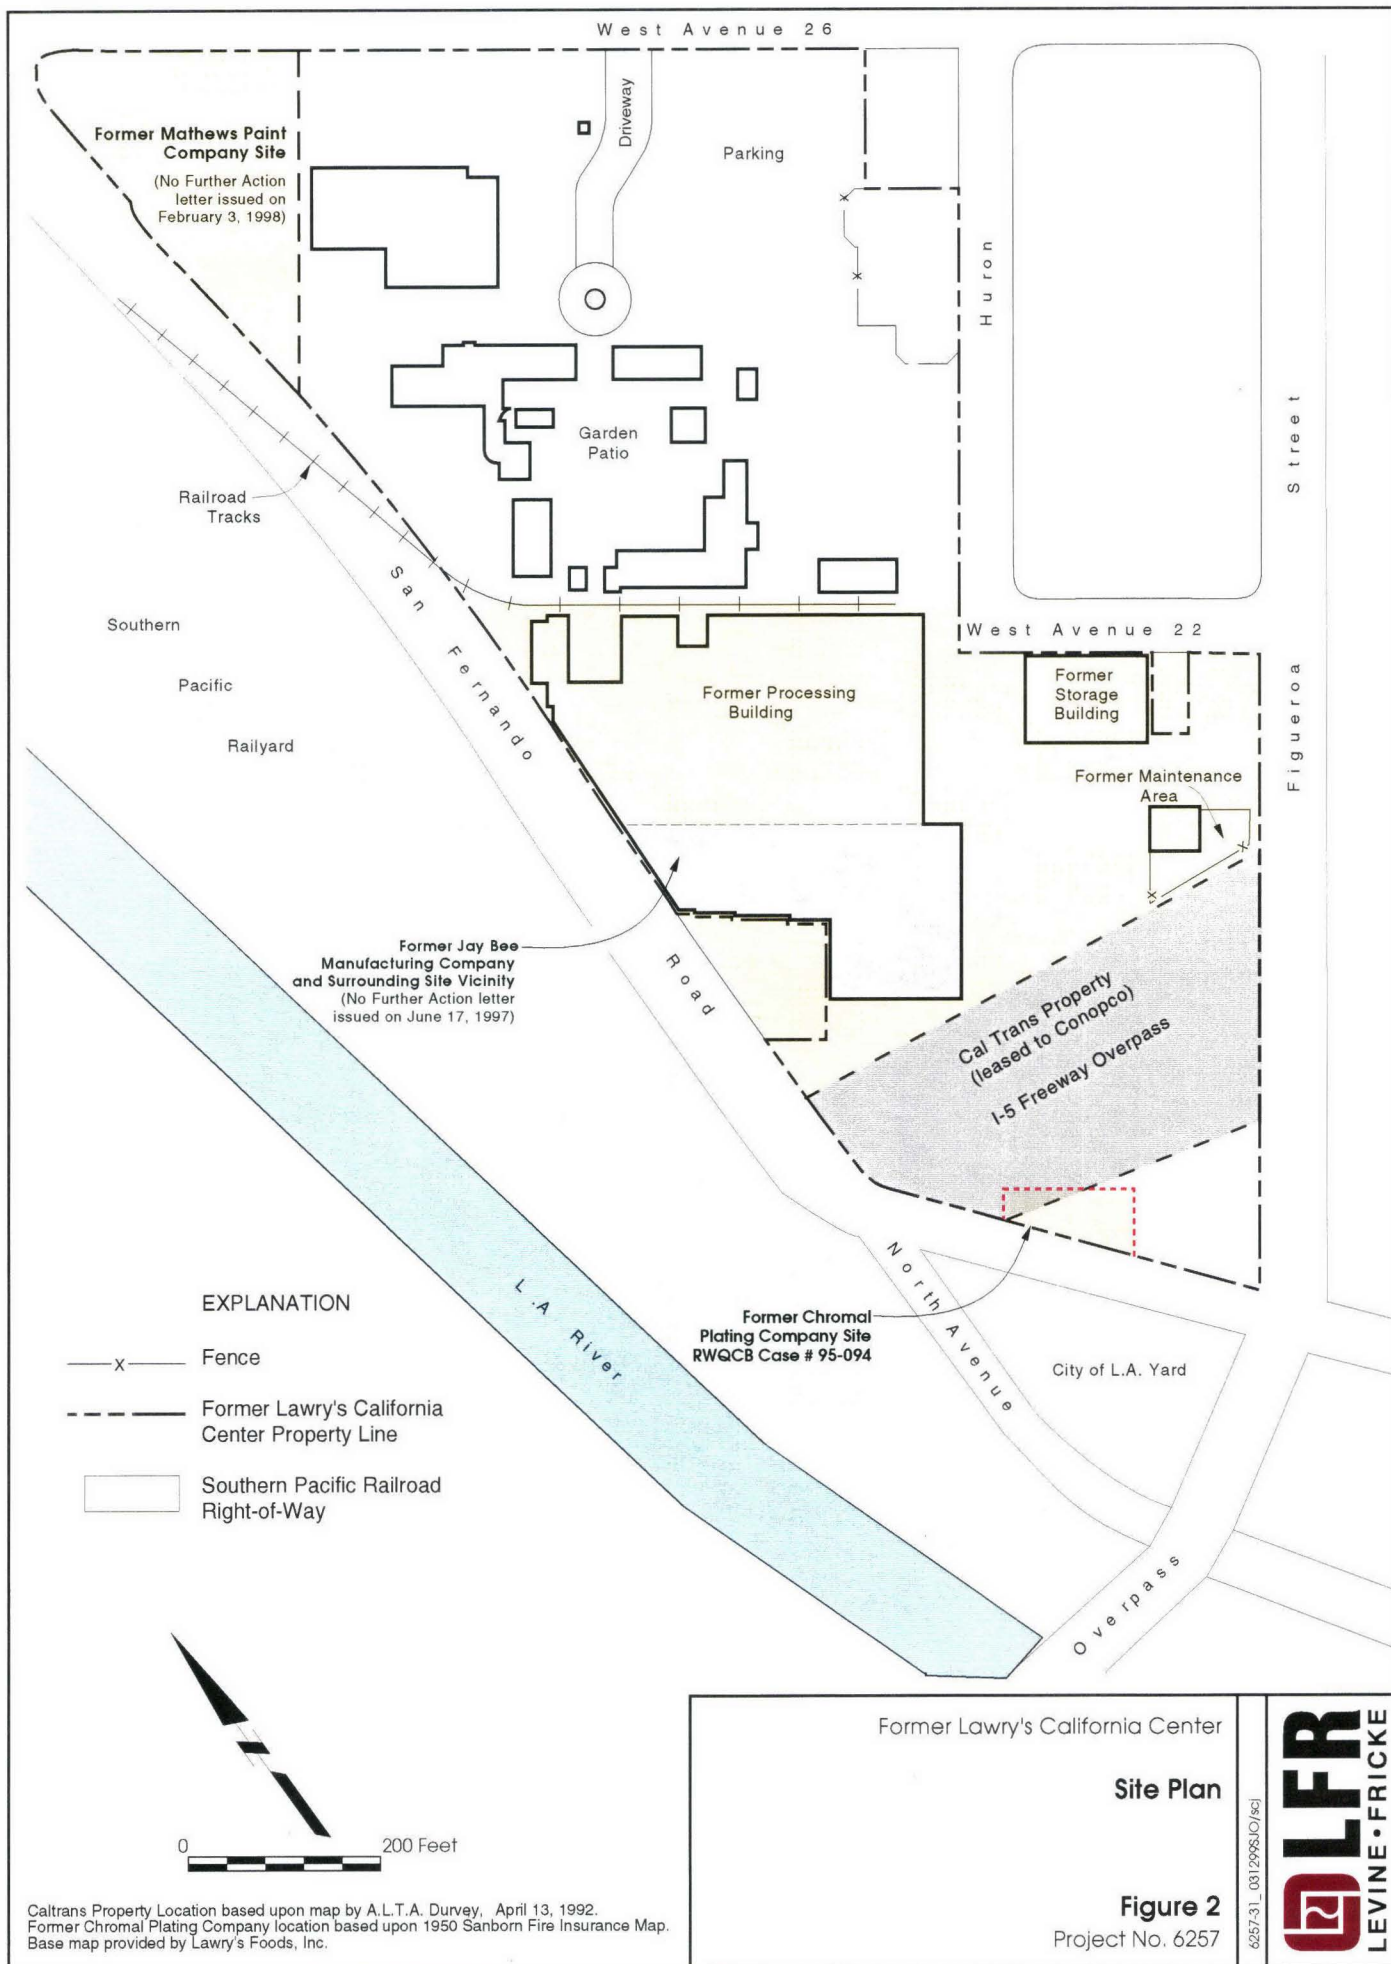 West Avenue 26
Driveway
Former Mathews Paint
Company Site
(No Further Action
letter issued on
February 3, 1998)
Parking
Huron
Street
Garden
Patio
Railroad
Tracks
San Fernando
Road
Southern
Pacific
Railyard
West Avenue 22
Former Processing
Building
Former
Storage
Building
Figueroa
Former Maintenance
Area
Former Jay Bee
Manufacturing Company
and Surrounding Site Vicinity
(No Further Action letter
issued on June 17, 1997)
Cal Trans Property
(leased to Conopco)
I-5 Freeway Overpass
L.A River
North Avenue
Former Chromal
Plating Company Site
RWQCB Case # 95-094
City of L.A. Yard
Overpass
EXPLANATION
x
Fence
Former Lawry's California
Center Property Line
Southern Pacific Railroad
Right-of-Way
0 200 Feet
Caltrans Property Location based upon map by A.L.T.A. Durvey, April 13, 1992.
Former Chromal Plating Company location based upon 1950 Sanborn Fire Insurance Map.
Base map provided by Lawry's Foods, Inc.
Former Lawry's California Center
Site Plan
Figure 2
Project No. 6257
6257-31_031299SJO/scj
LFR
LEVINE•FRICKE